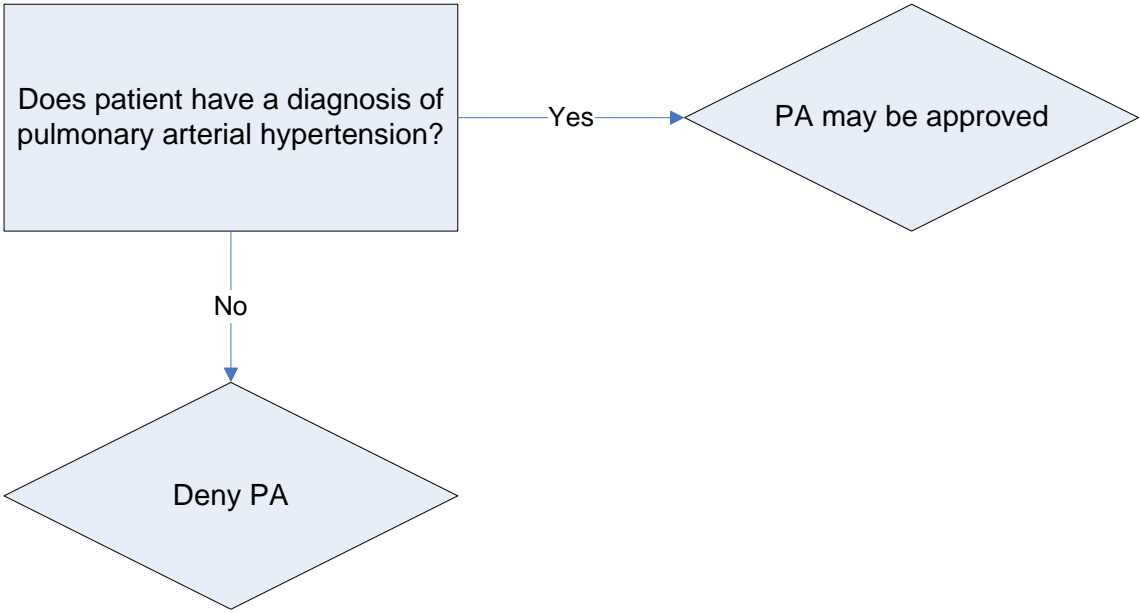 Does patient have a diagnosis of
pulmonary arterial hypertension?
Yes
PA may be approved
No
Deny PA